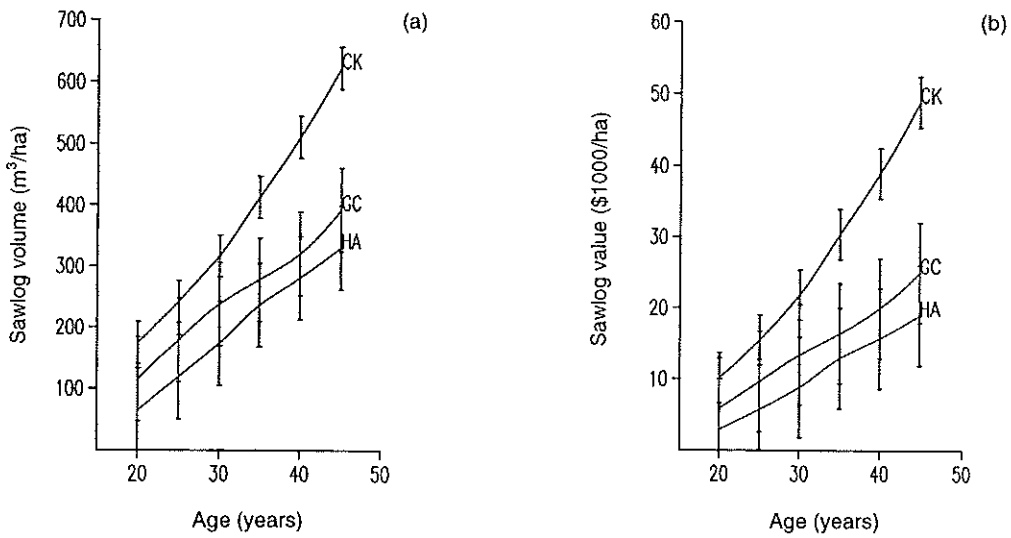 (a)
Sawlog volume (m³/ha)
700
600
500
400
300
200
100
CK
GC
HA
20 30 40 50
Age (years)
(b)
Sawlog value ($1000/ha)
60
50
40
30
20
10
CK
GC
HA
20 30 40 50
Age (years)